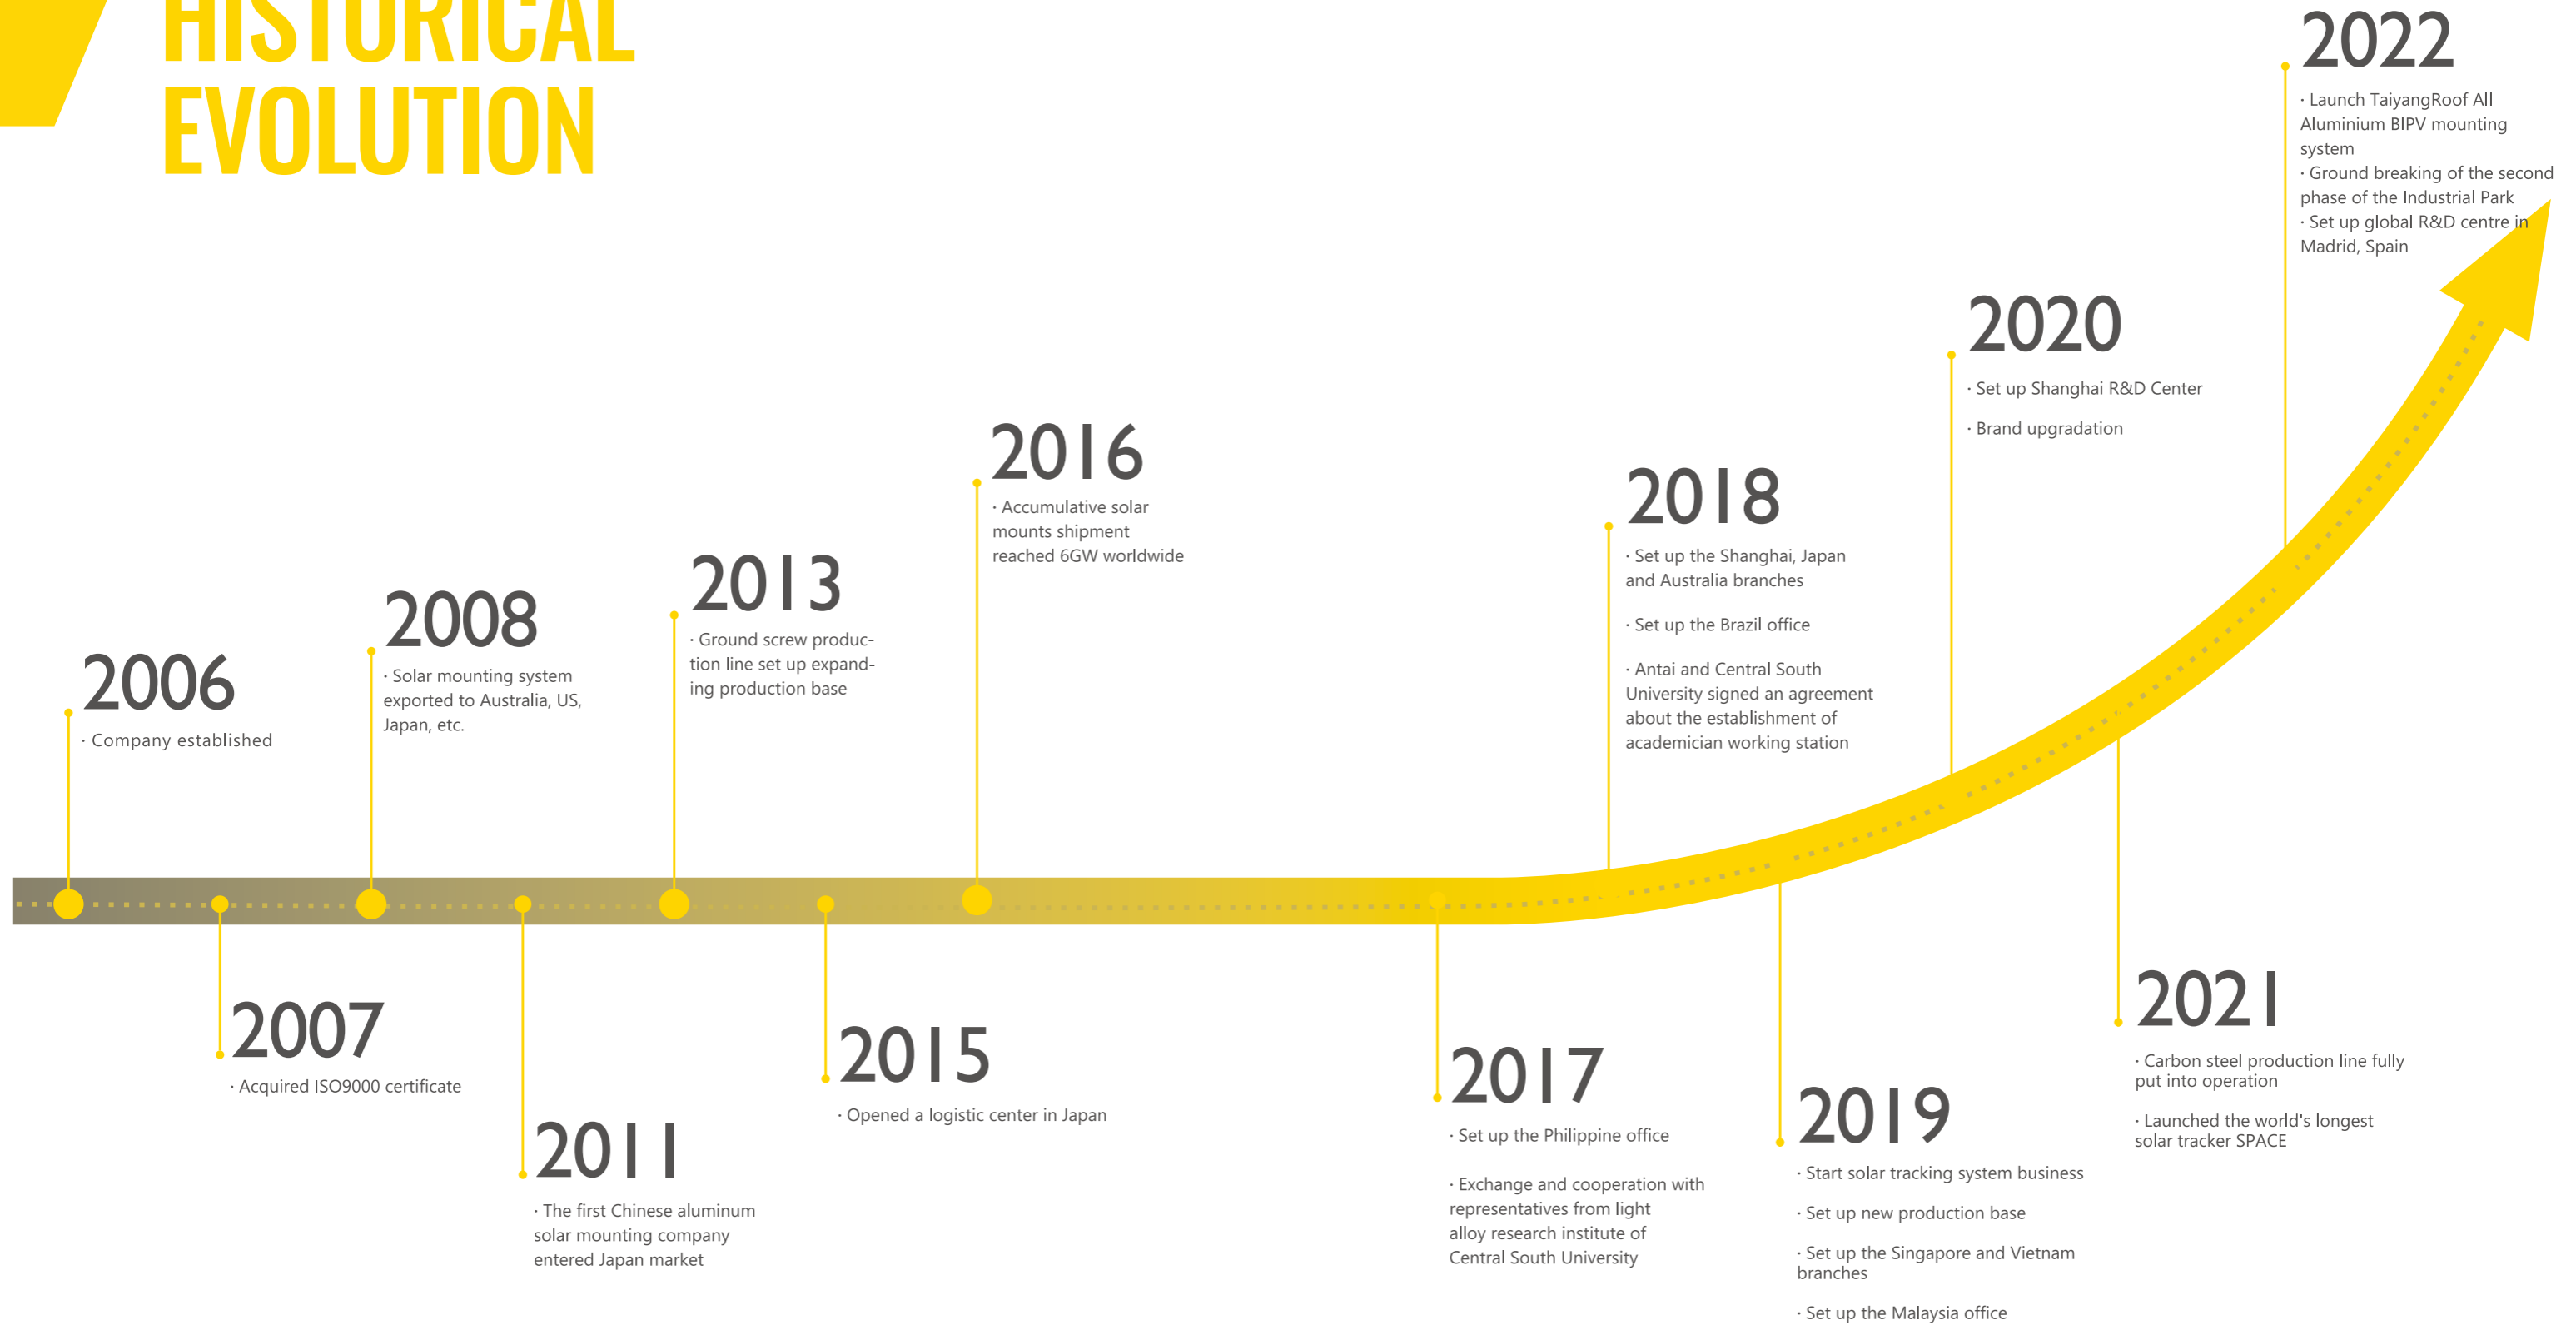 HISTORICAL
EVOLUTION
2006
· Company established
2007
· Acquired ISO9000 certificate
2008
· Solar mounting system
exported to Australia, US,
Japan, etc.
2011
· The first Chinese aluminum
solar mounting company
entered Japan market
2013
· Ground screw produc-
tion line set up expand-
ing production base
2015
· Opened a logistic center in Japan
2016
· Accumulative solar
mounts shipment
reached 6GW worldwide
2017
· Set up the Philippine office
· Exchange and cooperation with
representatives from light
alloy research institute of
Central South University
2018
· Set up the Shanghai, Japan
and Australia branches
· Set up the Brazil office
· Antai and Central South
University signed an agreement
about the establishment of
academician working station
2019
· Start solar tracking system business
· Set up new production base
· Set up the Singapore and Vietnam
branches
· Set up the Malaysia office
2020
· Set up Shanghai R&D Center
· Brand upgradation
2021
· Carbon steel production line fully
put into operation
· Launched the world's longest
solar tracker SPACE
2022
· Launch TaiyangRoof All
Aluminium BIPV mounting
system
· Ground breaking of the second
phase of the Industrial Park
· Set up global R&D centre in
Madrid, Spain